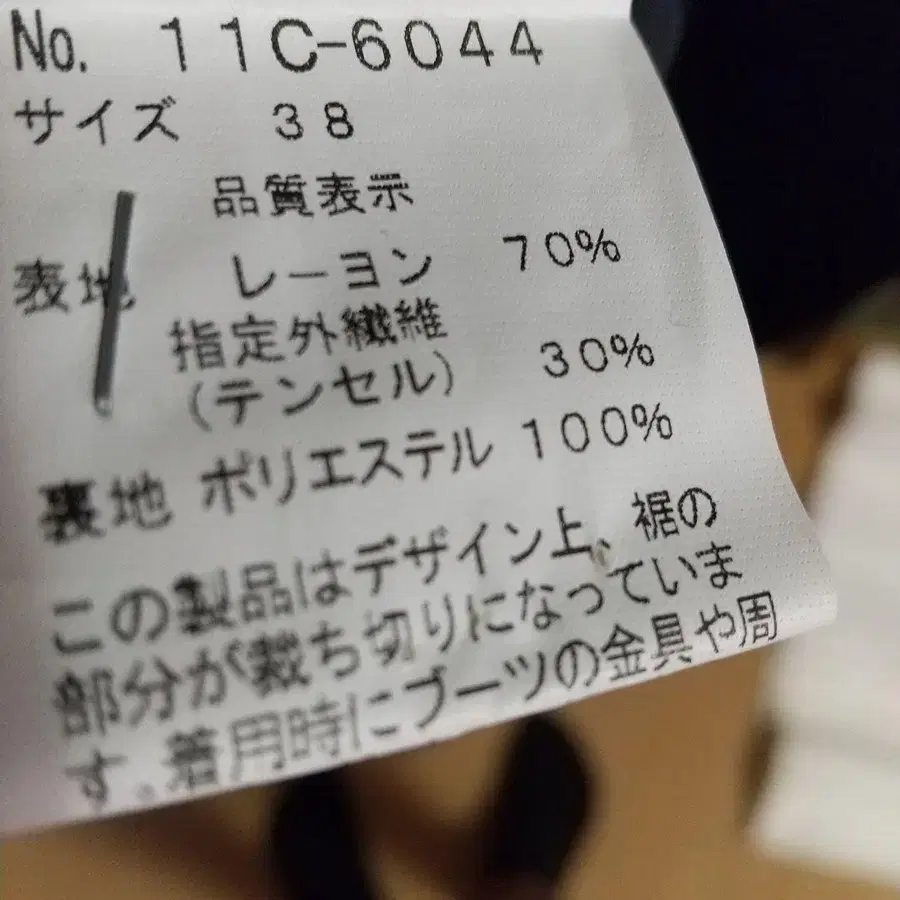 No. 11C-6044
サイズ 38
品質表示
表地 レーヨン 70%
指定外繊維
(テンセル) 30%
裏地 ポリエステル 100%
この製品はデザイン上、裾の
部分が裁ち切りになっていま
す。着用時にブーツの金具や周